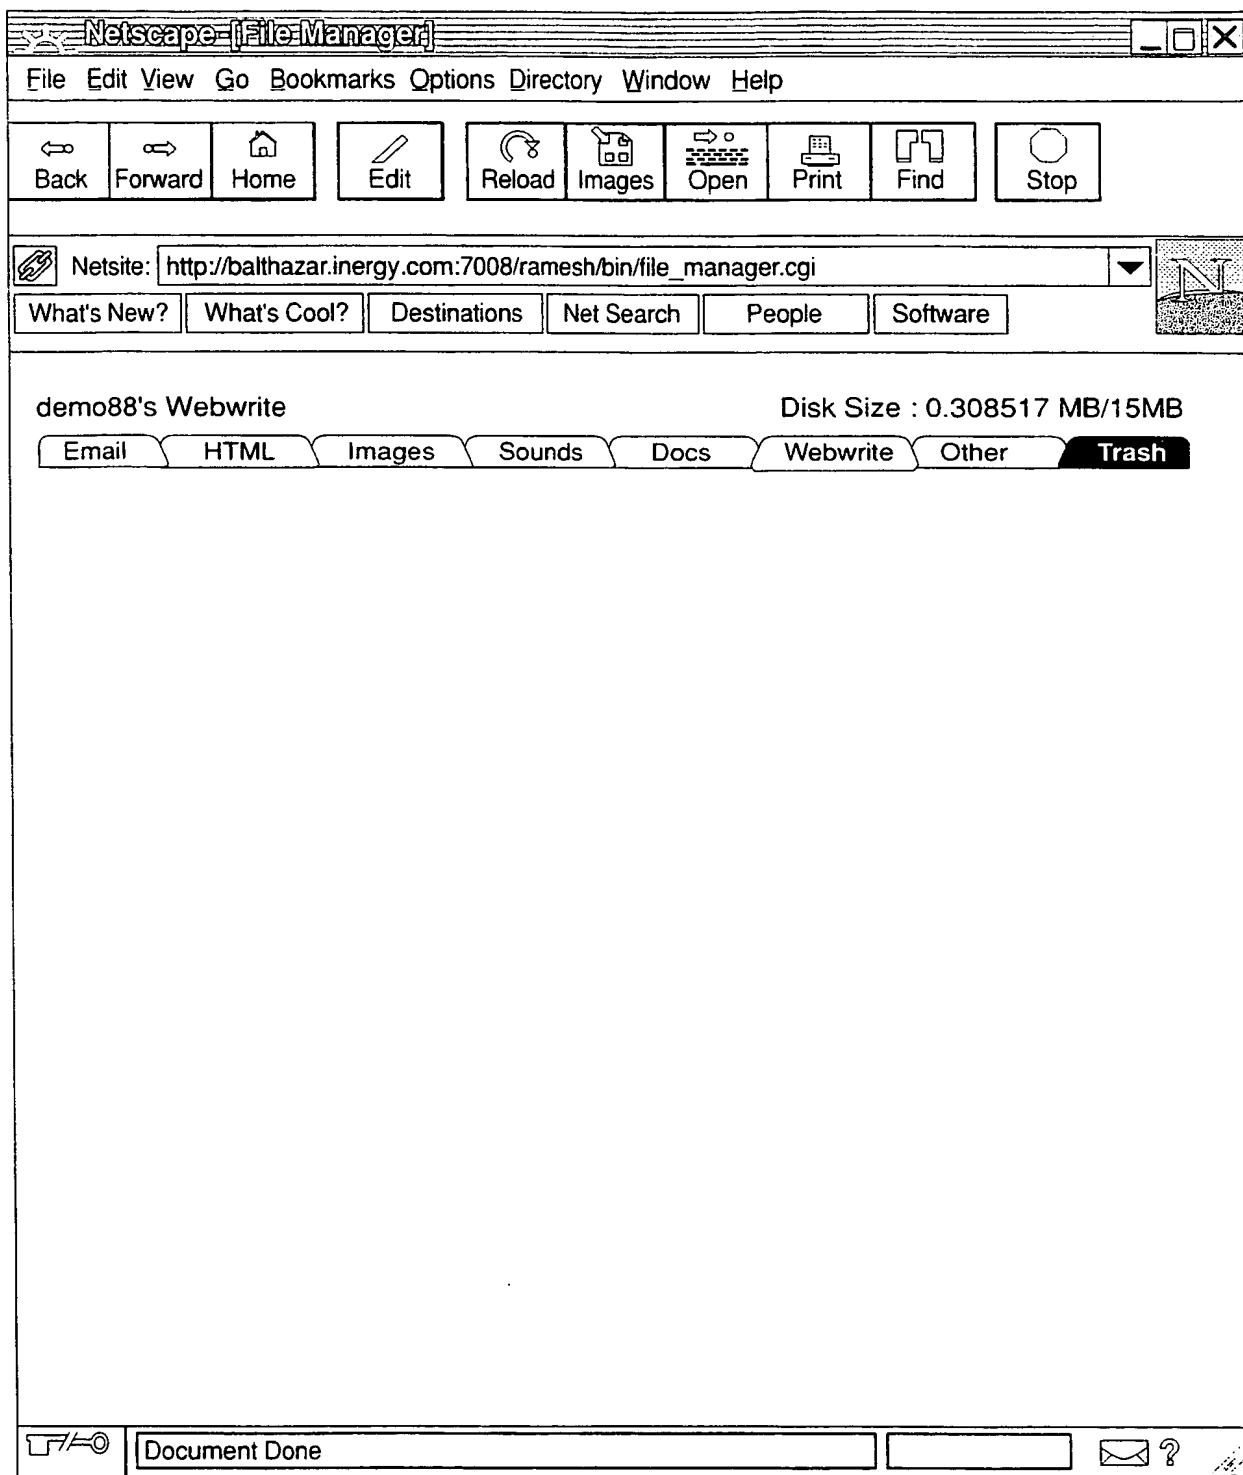 Netscape-[File Manager]
File Edit View Go Bookmarks Options Directory Window Help
Back Forward Home Edit Reload Images Open Print Find Stop
Netsite: http://balthazar.inergy.com:7008/ramesh/bin/file_manager.cgi
N
What's New? What's Cool? Destinations Net Search People Software
demo88's Webwrite Disk Size : 0.308517 MB/15MB
Email HTML Images Sounds Docs Webwrite Other Trash
Document Done ?